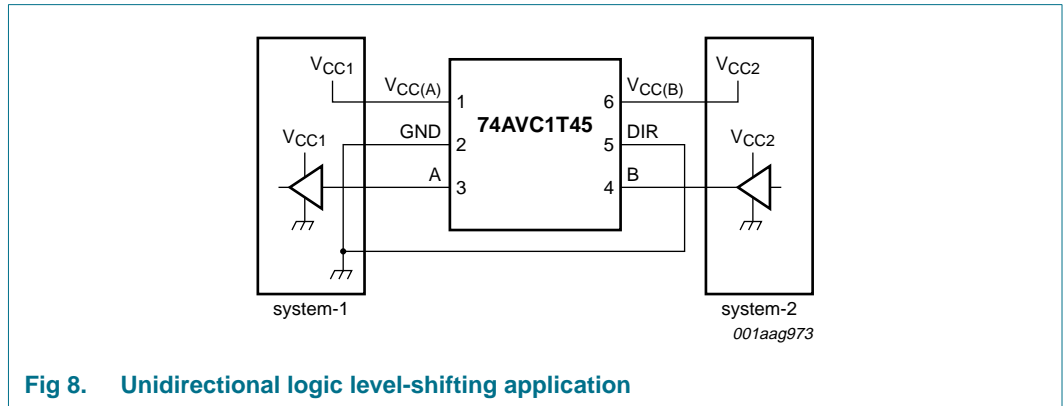 VCC1
VCC(A)
1
74AVC1T45
6
VCC(B)
VCC2
GND
2
5
DIR
VCC1
A
3
4
B
VCC2
system-1
system-2
001aag973
Fig 8. Unidirectional logic level-shifting application